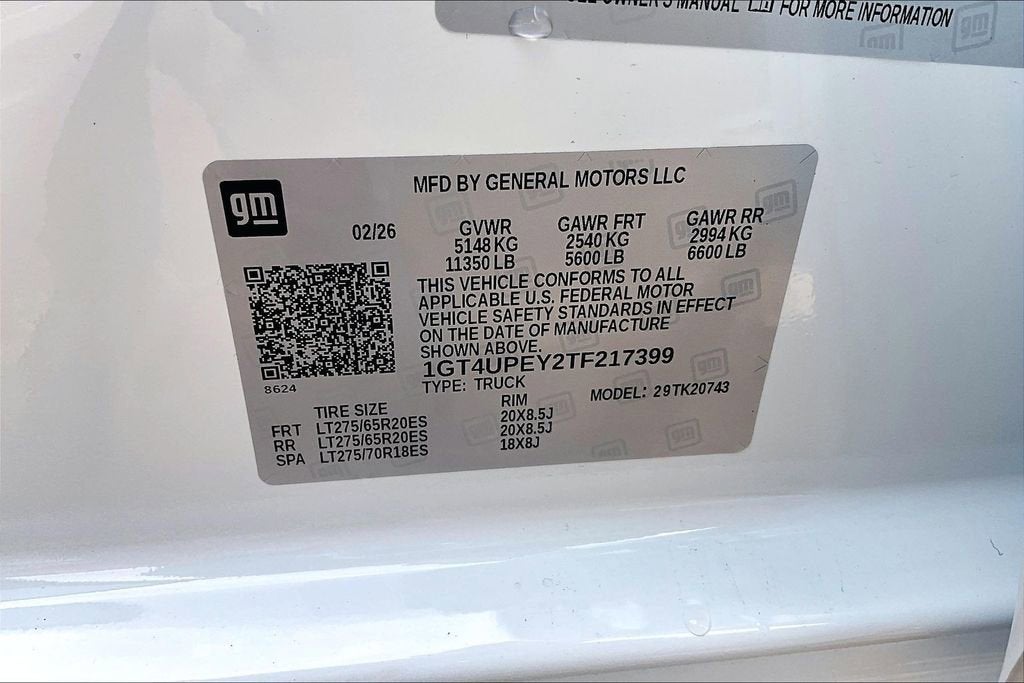 OWNER'S MANUAL FOR MORE INFORMATION
gm
MFD BY GENERAL MOTORS LLC
02/26
GVWR GAWR FRT GAWR RR
5148 KG 2540 KG 2994 KG
11350 LB 5600 LB 6600 LB
THIS VEHICLE CONFORMS TO ALL
APPLICABLE U.S. FEDERAL MOTOR
VEHICLE SAFETY STANDARDS IN EFFECT
ON THE DATE OF MANUFACTURE
SHOWN ABOVE.
1GT4UPEY2TF217399
8624
TYPE: TRUCK MODEL: 29TK20743
TIRE SIZE RIM
FRT LT275/65R20ES 20X8.5J
RR LT275/65R20ES 20X8.5J
SPA LT275/70R18ES 18X8J